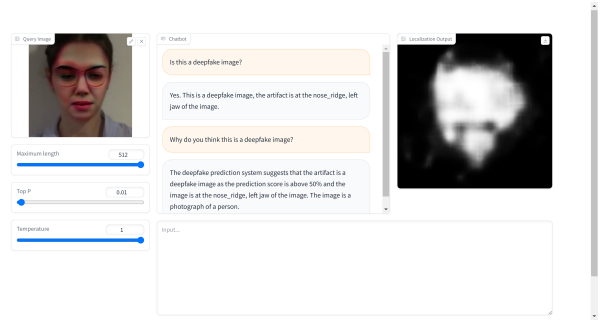 Query Image
Chatbot
Localization Output
Is this a deepfake image?
Yes. This is a deepfake image, the artifact is at the nose_ridge, left
jaw of the image.
Why do you think this is a deepfake image?
The deepfake prediction system suggests that the artifact is a
deepfake image as the prediction score is above 50% and the
image is at the nose_ridge, left jaw of the image. The image is a
photograph of a person.
Maximum length
512
Top P
0.01
Temperature
1
Input...